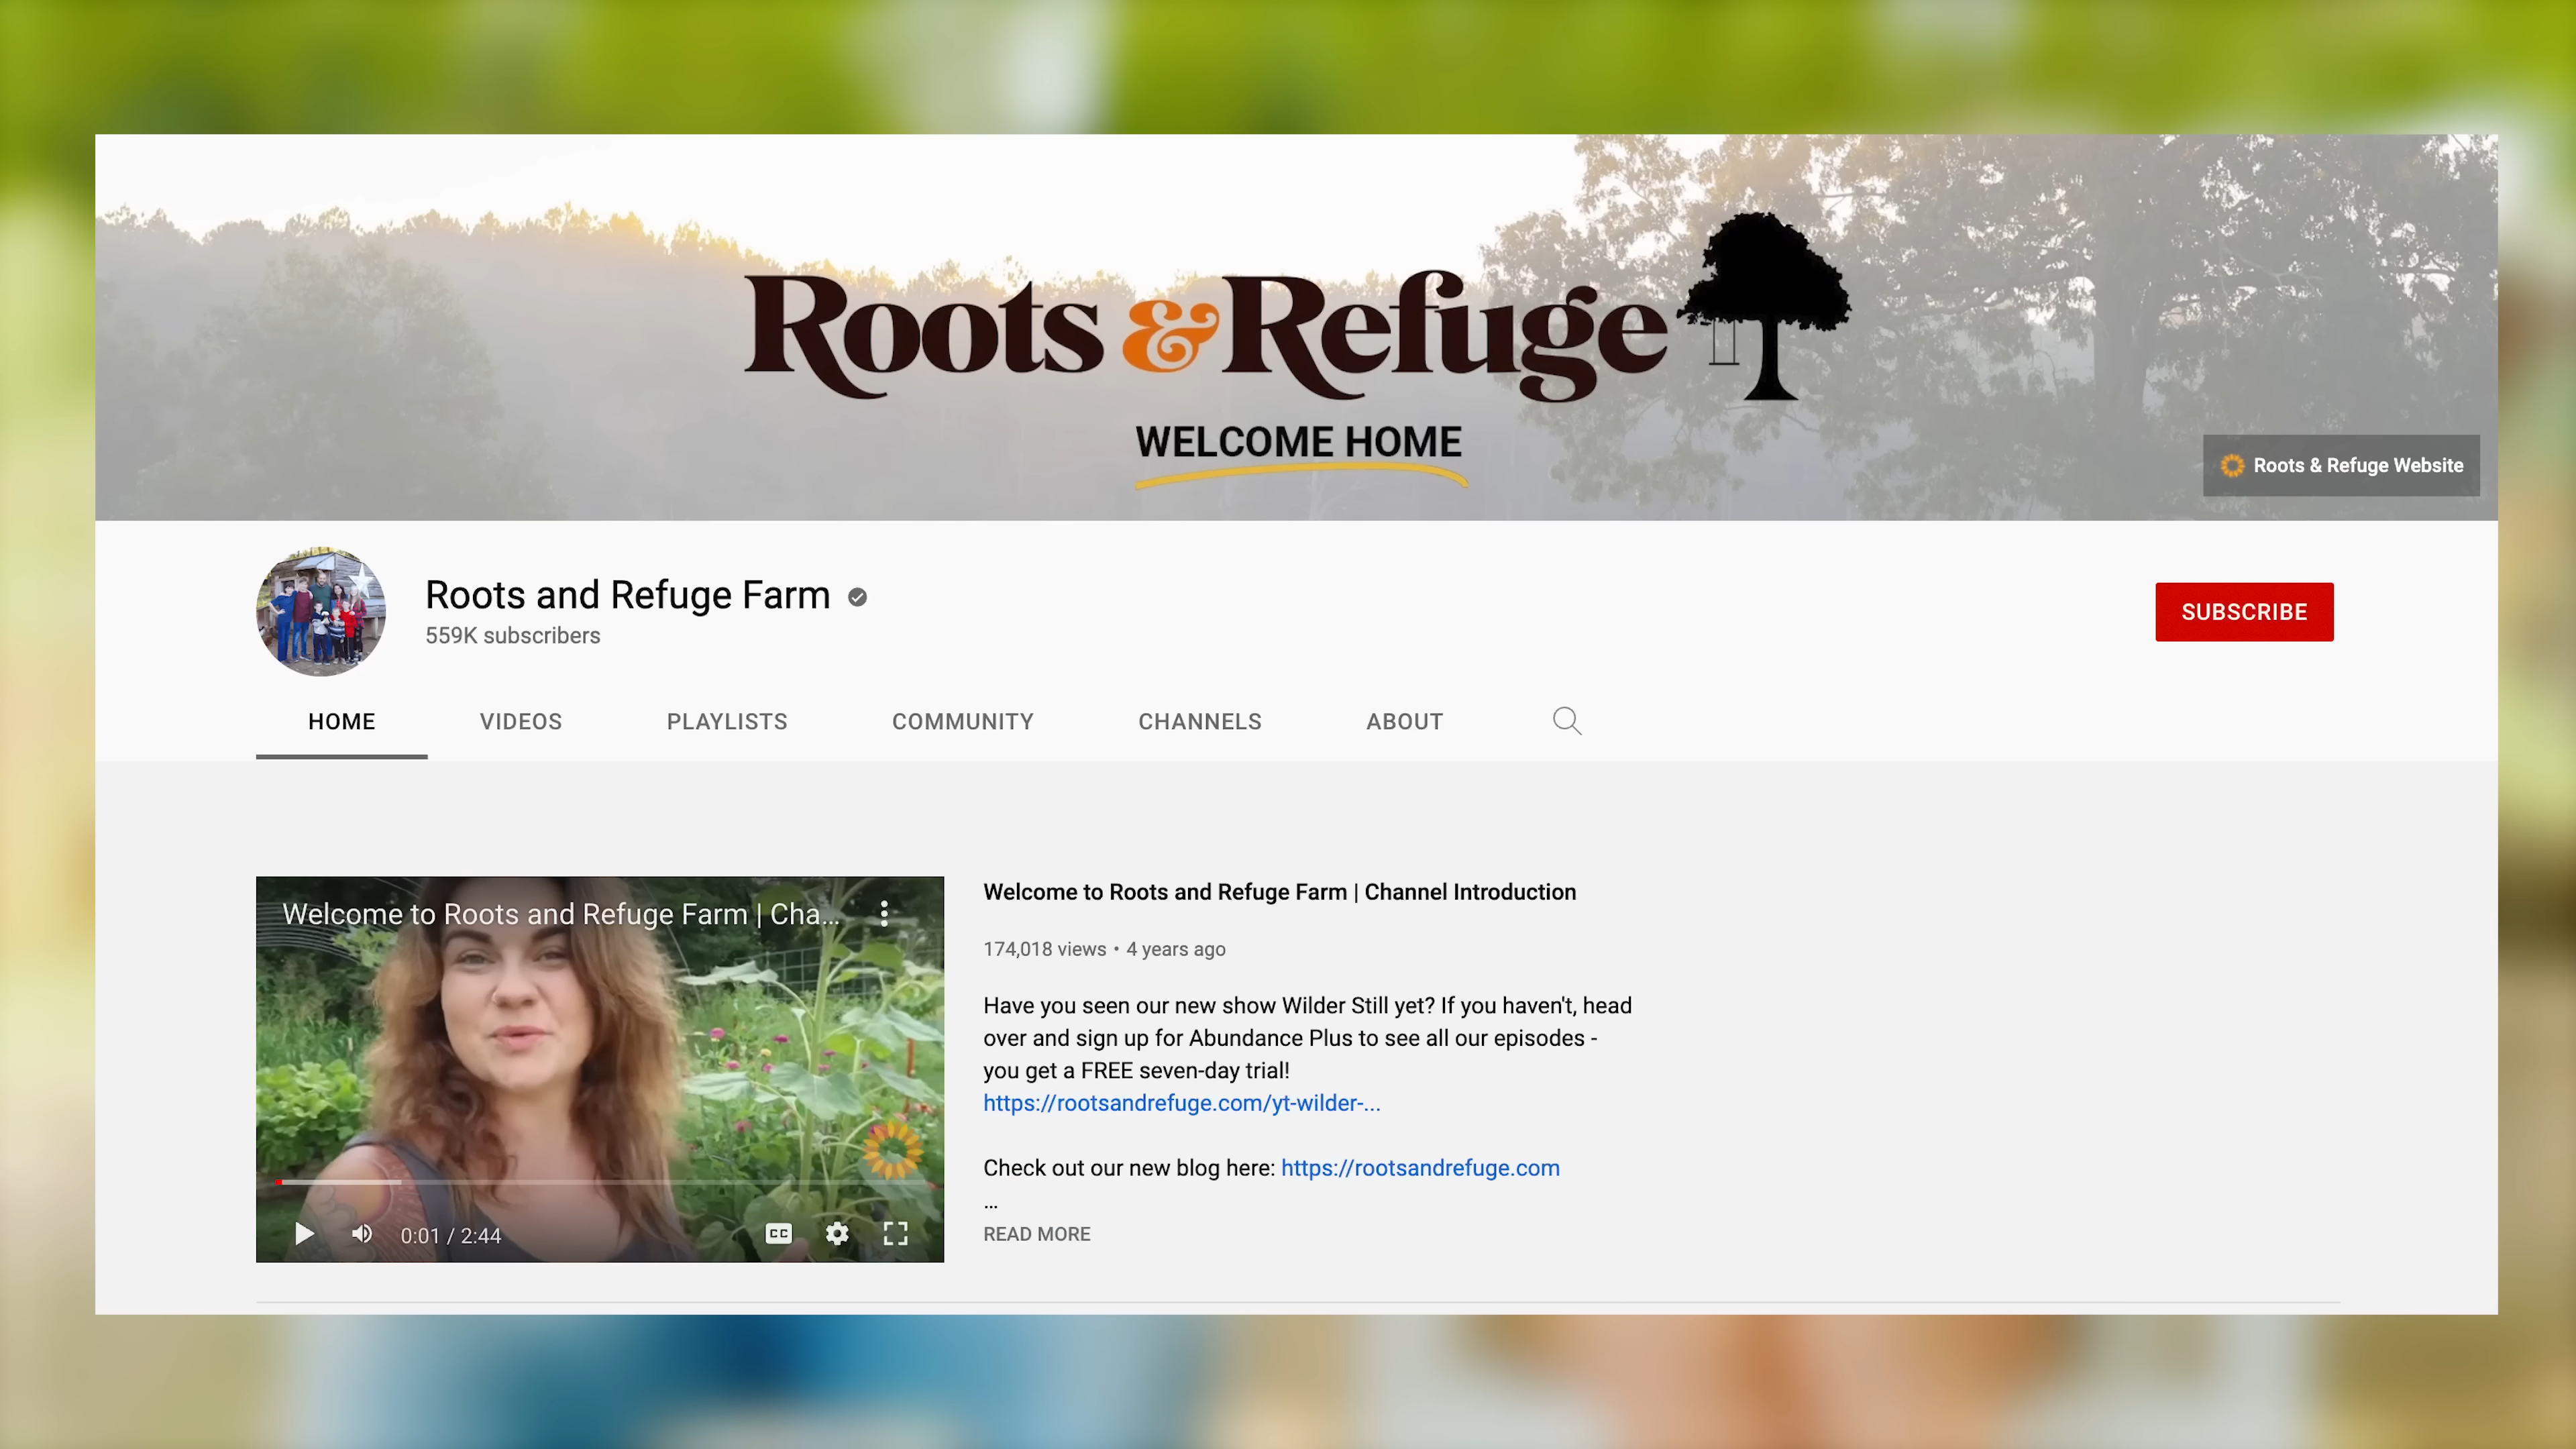 Roots & Refuge
WELCOME HOME
Roots & Refuge Website
Roots and Refuge Farm
559K subscribers
SUBSCRIBE
HOME VIDEOS PLAYLISTS COMMUNITY CHANNELS ABOUT
Welcome to Roots and Refuge Farm | Cha...
0:01 / 2:44
CC
Welcome to Roots and Refuge Farm | Channel Introduction
174,018 views • 4 years ago
Have you seen our new show Wilder Still yet? If you haven't, head
over and sign up for Abundance Plus to see all our episodes -
you get a FREE seven-day trial!
https://rootsandrefuge.com/yt-wilder-...
Check out our new blog here: https://rootsandrefuge.com
...
READ MORE